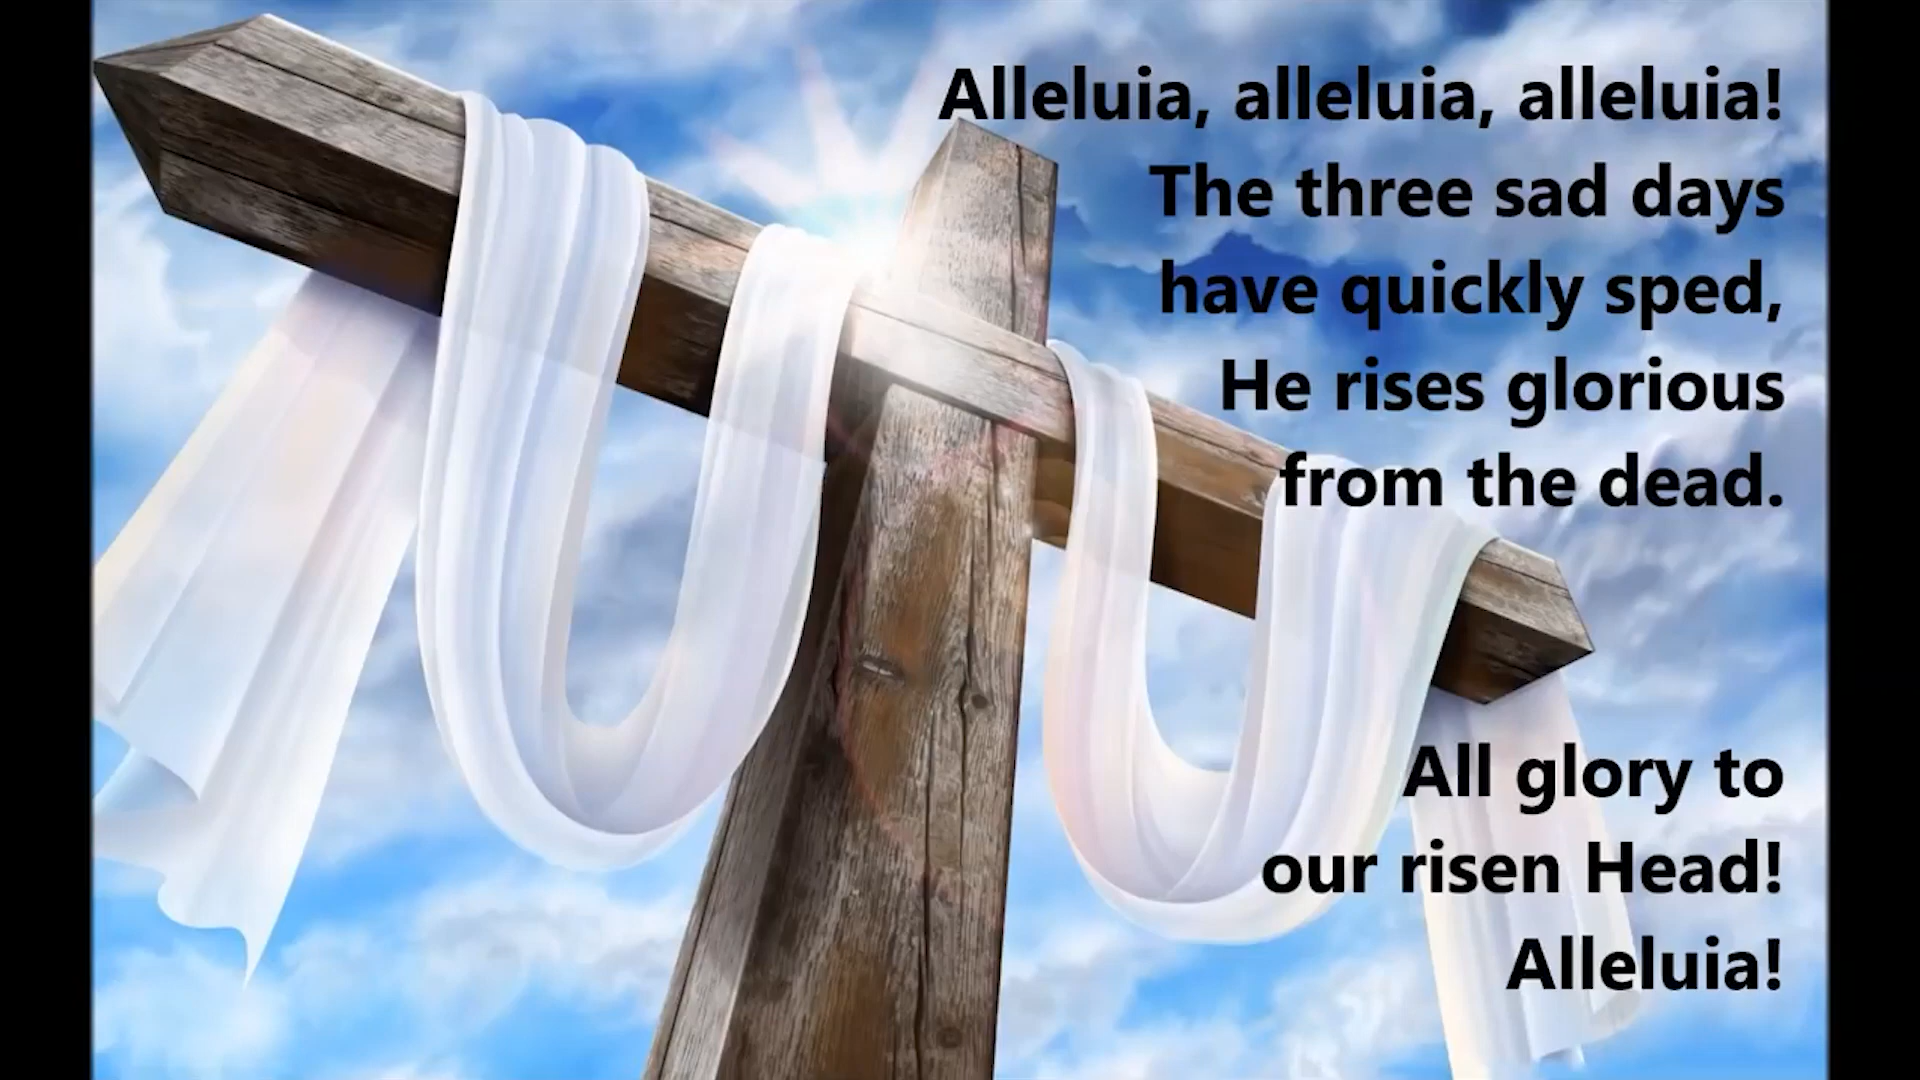 Alleluia, alleluia, alleluia!
The three sad days
have quickly sped,
He rises glorious
from the dead.
All glory to
our risen Head!
Alleluia!